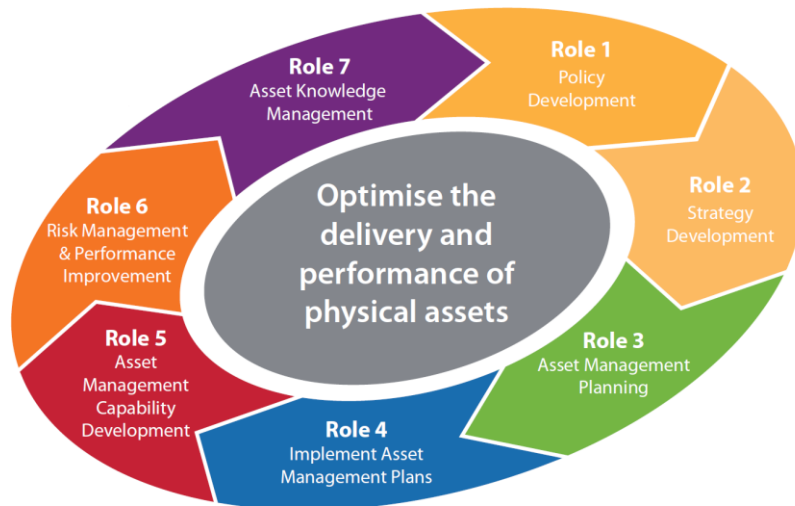 Role 1
Policy
Development
Role 2
Strategy
Development
Role 3
Asset Management
Planning
Role 4
Implement Asset
Management Plans
Role 5
Asset
Management
Capability
Development
Role 6
Risk Management
& Performance
Improvement
Role 7
Asset Knowledge
Management
Optimise the
delivery and
performance of
physical assets